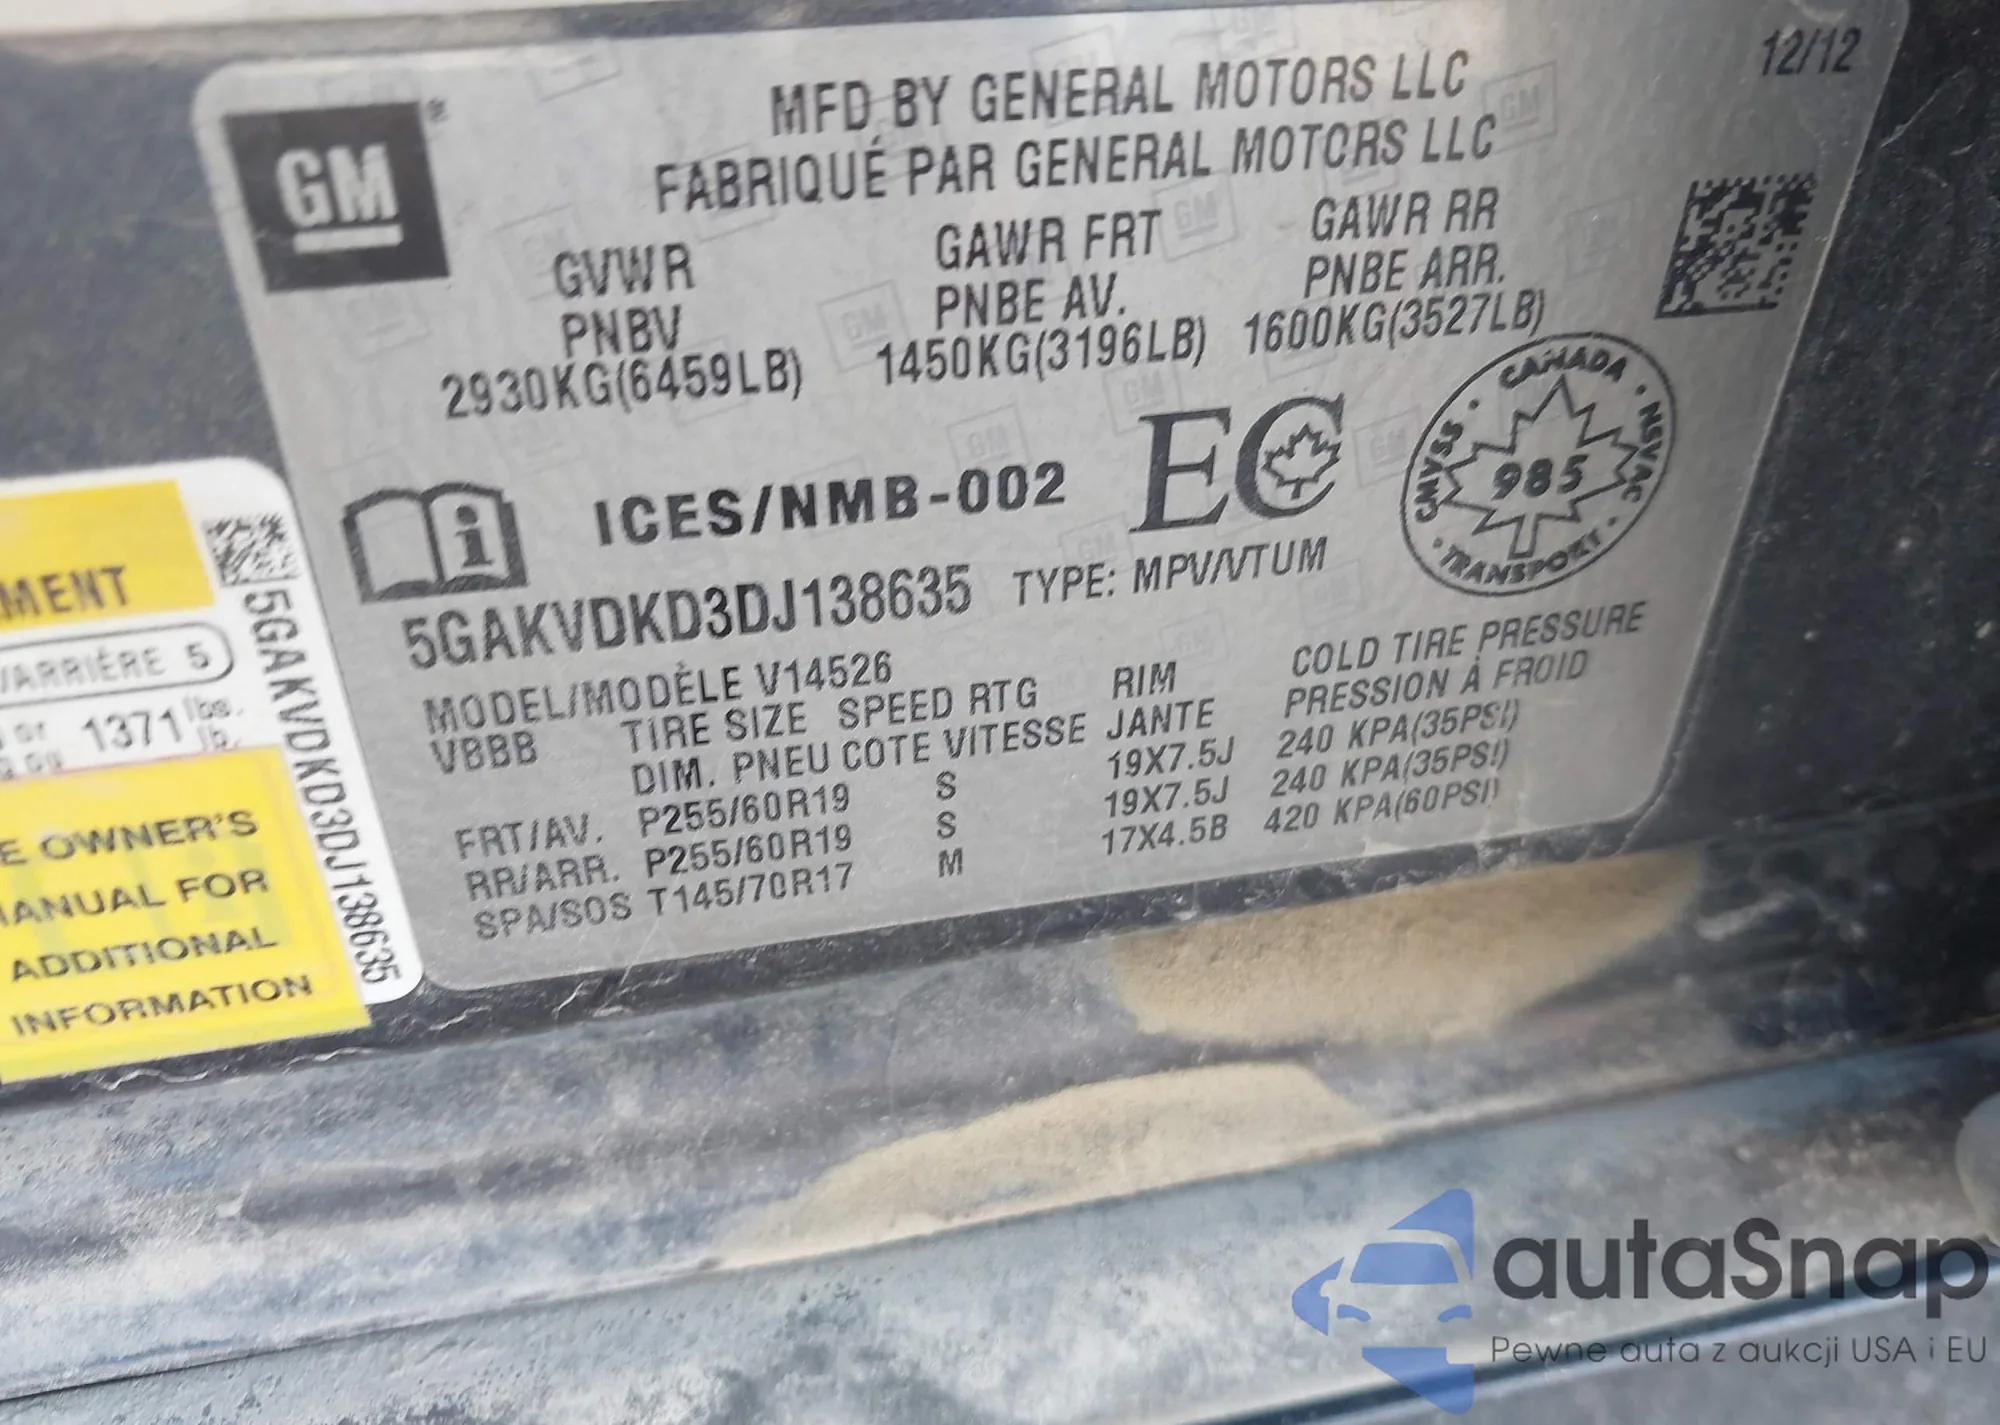 12/12
GM
MFD BY GENERAL MOTORS LLC
FABRIQUÉ PAR GENERAL MOTORS LLC
GVWR GAWR FRT GAWR RR
PNBV PNBE AV. PNBE ARR.
2930KG(6459LB) 1450KG(3196LB) 1600KG(3527LB)
ICES/NMB-002 EC
CANADA · NSVAC · TRANSPORT · CMVSS ·
985
5GAKVDKD3DJ138635 TYPE: MPV/VTUM
MODEL/MODÈLE V14526
VBBB TIRE SIZE SPEED RTG RIM COLD TIRE PRESSURE
DIM. PNEU COTE VITESSE JANTE PRESSION À FROID
FRT/AV. P255/60R19 S 19X7.5J 240 KPA(35PSI)
RR/ARR. P255/60R19 S 19X7.5J 240 KPA(35PSI)
SPA/SOS T145/70R17 M 17X4.5B 420 KPA(60PSI)
MENT
/ARRIÈRE 5
or 1371 lbs.
lb.
5GAKVDKD3DJ138635
E OWNER'S
MANUAL FOR
ADDITIONAL
INFORMATION
autaSnap
Pewne auta z aukcji USA i EU